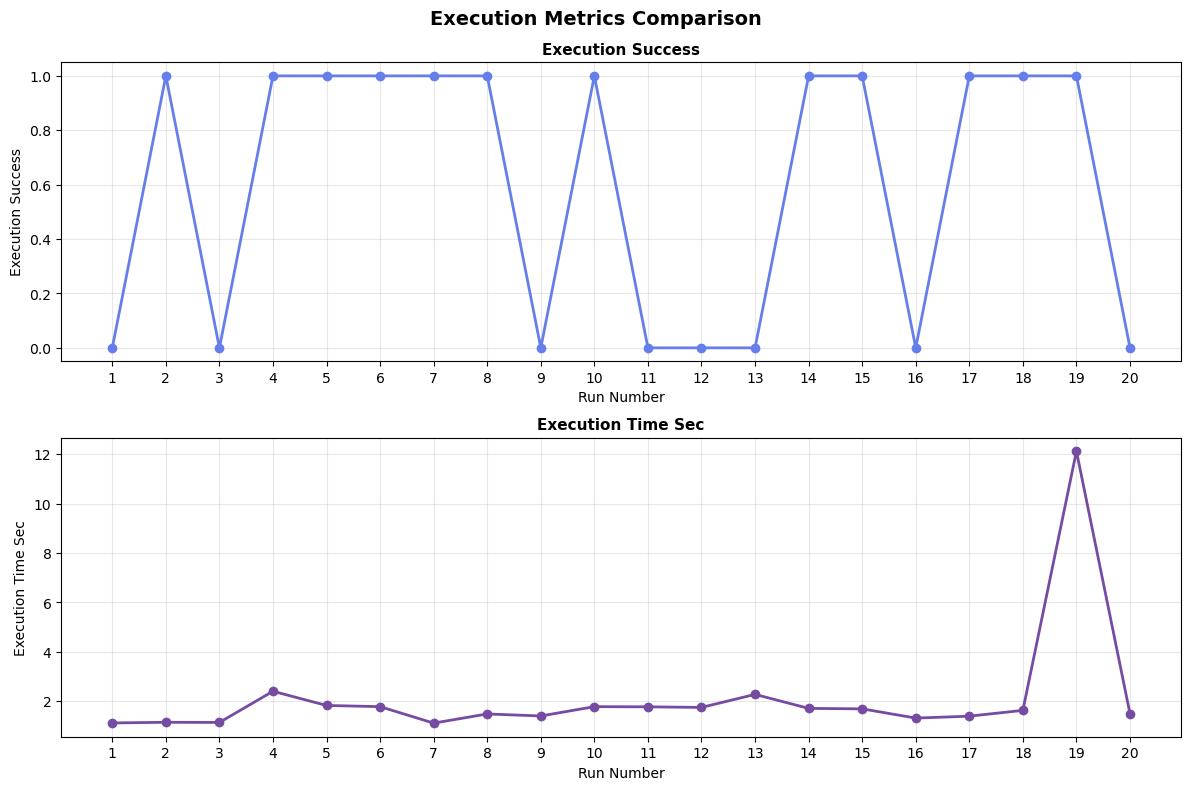 Execution Metrics Comparison
Execution Success
Execution Success
1.0
0.8
0.6
0.4
0.2
0.0
1 2 3 4 5 6 7 8 9 10 11 12 13 14 15 16 17 18 19 20
Run Number
Execution Time Sec
Execution Time Sec
12
10
8
6
4
2
1 2 3 4 5 6 7 8 9 10 11 12 13 14 15 16 17 18 19 20
Run Number